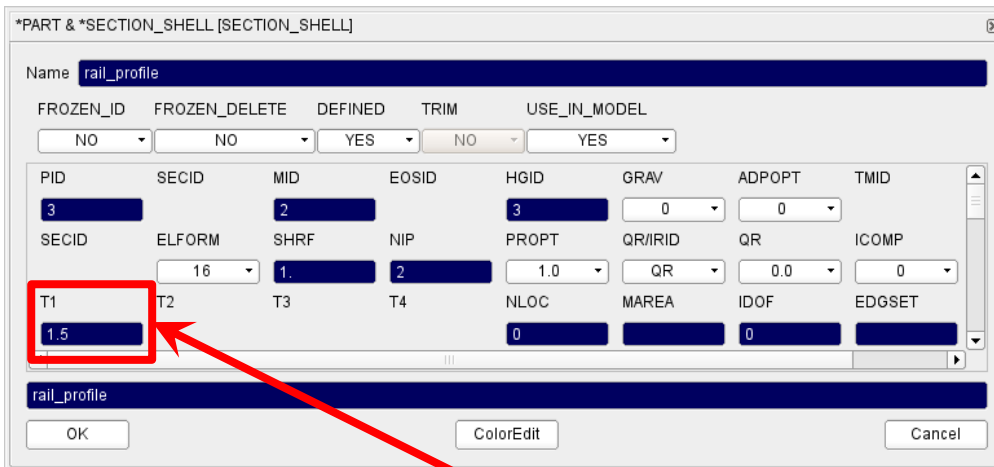 *PART & *SECTION_SHELL [SECTION_SHELL]
Name rail_profile
FROZEN_ID FROZEN_DELETE DEFINED TRIM USE_IN_MODEL
NO NO YES NO YES
PID SECID MID EOSID HGID GRAV ADPOPT TMID
3 2 3 0 0
SECID ELFORM SHRF NIP PROPT QR/IRID QR ICOMP
16 1. 2 1.0 QR 0.0 0
T1 T2 T3 T4 NLOC MAREA IDOF EDGSET
1.5 0 0
rail_profile
OK ColorEdit Cancel